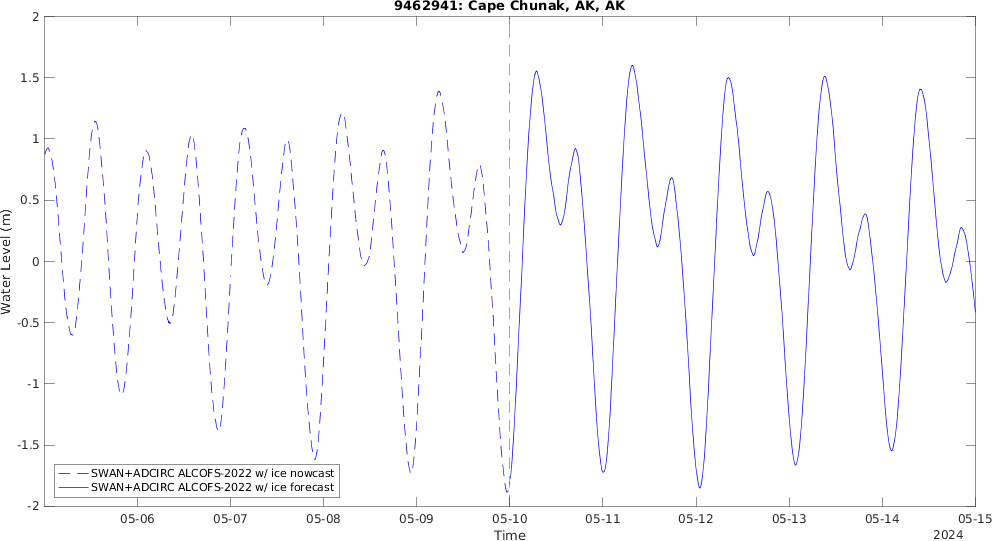 9462941: Cape Chunak, AK, AK
2
1.5
1
0.5
0
-0.5
-1
-1.5
-2
Water Level (m)
SWAN+ADCIRC ALCOFS-2022 w/ ice nowcast
SWAN+ADCIRC ALCOFS-2022 w/ ice forecast
05-06 05-07 05-08 05-09 05-10 05-11 05-12 05-13 05-14 05-15
Time
2024